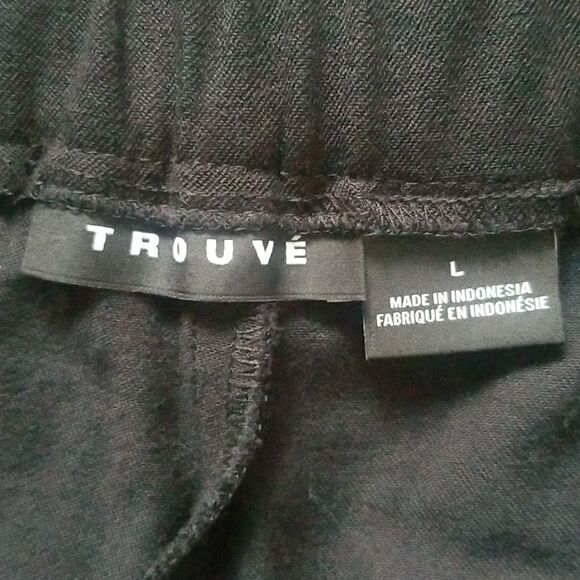 TROUVÉ
L
MADE IN INDONESIA
FABRIQUÉ EN INDONÉSIE